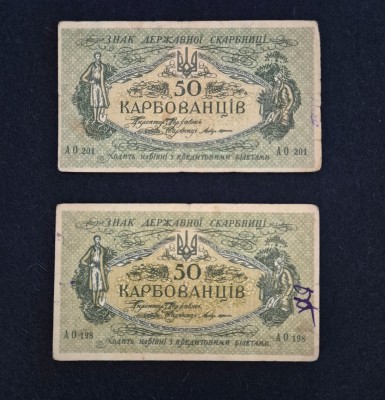 ЗНАК ДЕРЖАВНОЇ СКАРБНИЦІ
50
КАРБОВАНЦІВ
АО 201 АО 201
Ходить нарівні з кредитовими білетами
ЗНАК ДЕРЖАВНОЇ СКАРБНИЦІ
50
КАРБОВАНЦІВ
АО 198 АО 198
Ходить нарівні з кредитовими білетами